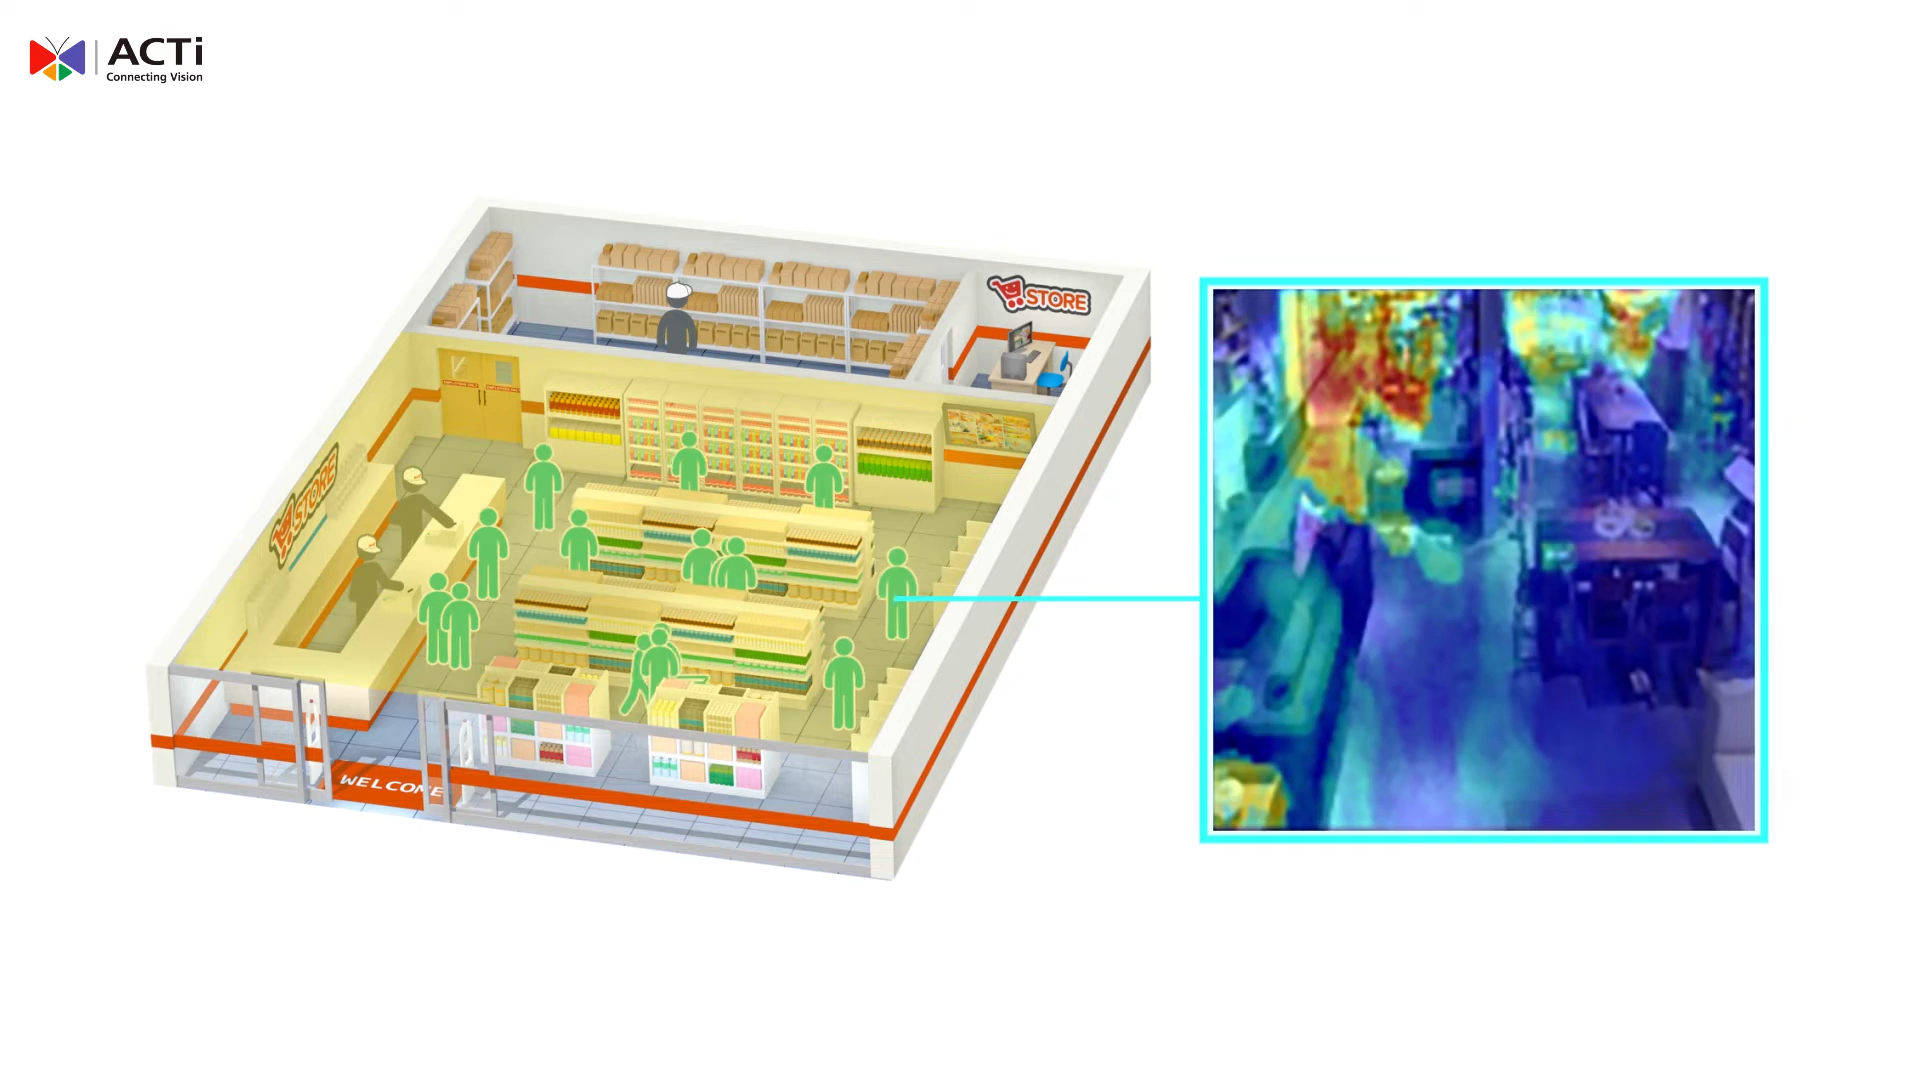 ACTi
Connecting Vision
STORE
STORE
WELCOME